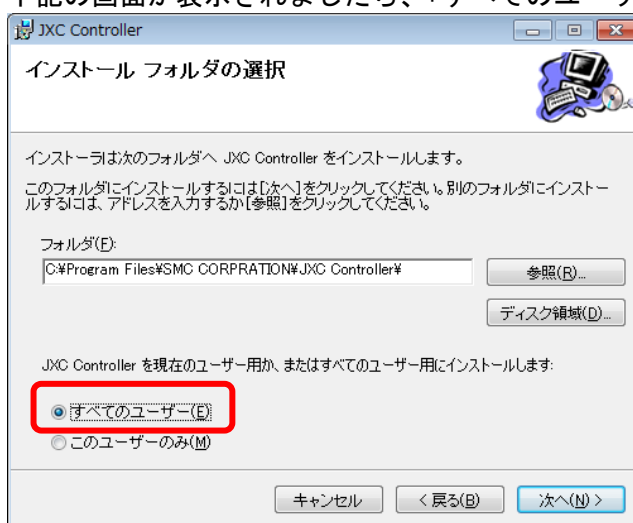 下記の画面が表示されましたら、「すべてのユーザ
JXC Controller
インストール フォルダの選択
インストーラは次のフォルダへ JXC Controller をインストールします。
このフォルダにインストールするには[次へ]をクリックしてください。別のフォルダにインストー
ルするには、アドレスを入力するか[参照]をクリックしてください。
フォルダ(F):
C:¥Program Files¥SMC CORPRATION¥JXC Controller¥
参照(R)...
ディスク領域(D)...
JXC Controller を現在のユーザー用か、またはすべてのユーザー用にインストールします:
すべてのユーザー(E)
このユーザーのみ(M)
キャンセル
< 戻る(B)
次へ(N) >